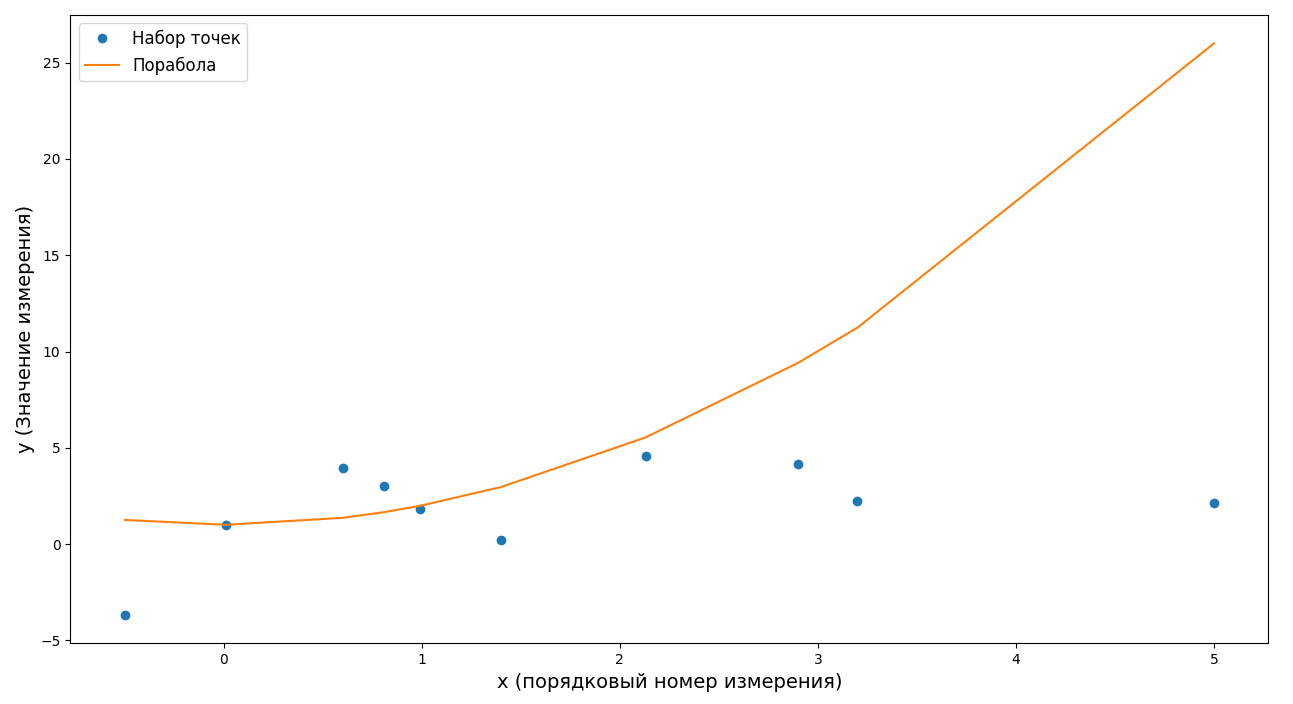 Набор точек
Порабола
25
20
15
10
5
0
−5
y (Значение измерения)
0 1 2 3 4 5
x (порядковый номер измерения)